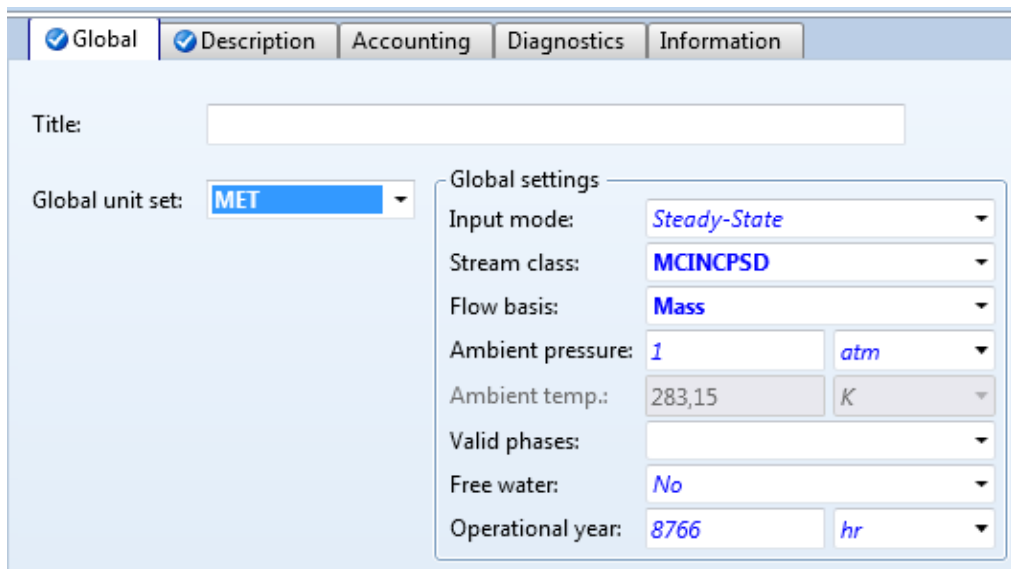 Global Description Accounting Diagnostics Information
Title:
Global unit set: MET
Global settings
Input mode: Steady-State
Stream class: MCINCPSD
Flow basis: Mass
Ambient pressure: 1 atm
Ambient temp.: 283,15 K
Valid phases:
Free water: No
Operational year: 8766 hr